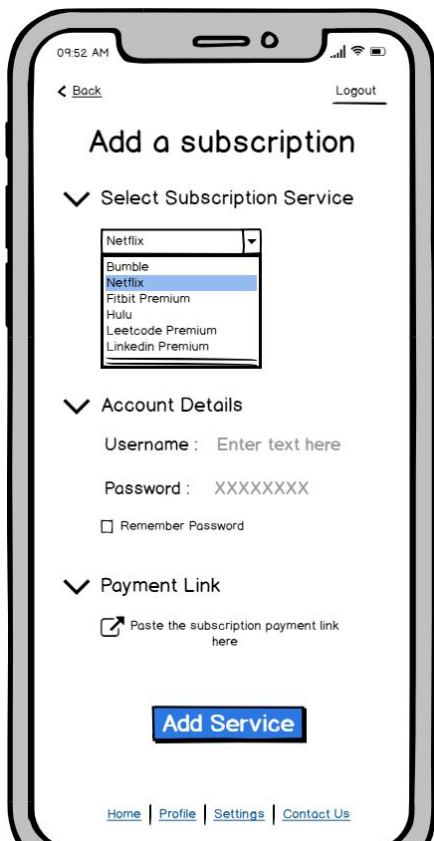 09:52 AM
Back
Logout
Add a subscription
Select Subscription Service
Netflix
Bumble
Netflix
Fitbit Premium
Hulu
Leetcode Premium
Linkedin Premium
Account Details
Username : Enter text here
Password : XXXXXXXX
Remember Password
Payment Link
Paste the subscription payment link
here
Add Service
Home Profile Settings Contact Us